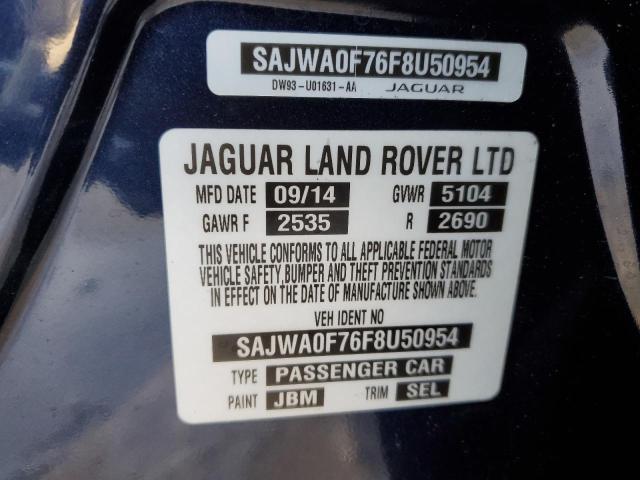 SAJWA0F76F8U50954
DW93-U01631-AA JAGUAR
JAGUAR LAND ROVER LTD
MFD DATE 09/14 GVWR 5104
GAWR F 2535 R 2690
THIS VEHICLE CONFORMS TO ALL APPLICABLE FEDERAL MOTOR
VEHICLE SAFETY,BUMPER AND THEFT PREVENTION STANDARDS
IN EFFECT ON THE DATE OF MANUFACTURE SHOWN ABOVE.
VEH IDENT NO
SAJWA0F76F8U50954
TYPE PASSENGER CAR
PAINT JBM TRIM SEL